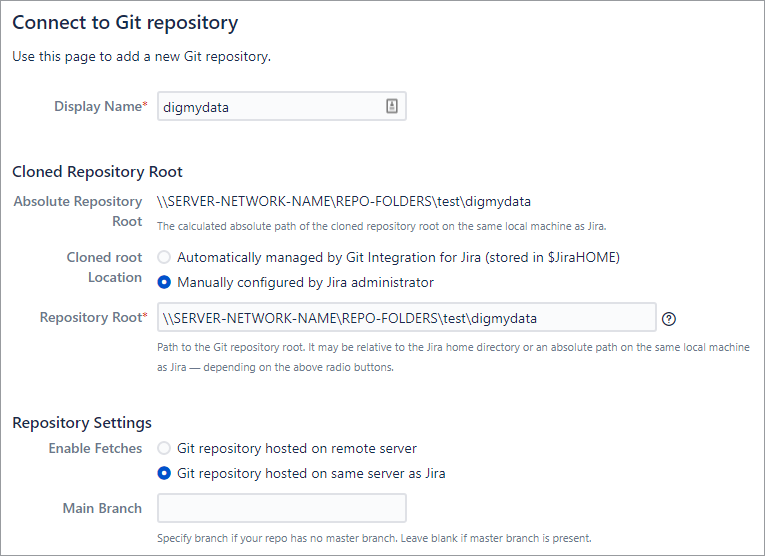 Connect to Git repository
Use this page to add a new Git repository.
Display Name*
digmydata
Cloned Repository Root
Absolute Repository Root
\\SERVER-NETWORK-NAME\REPO-FOLDERS\test\digmydata
The calculated absolute path of the cloned repository root on the same local machine as Jira.
Cloned root Location
Automatically managed by Git Integration for Jira (stored in $JiraHOME)
Manually configured by Jira administrator
Repository Root*
\\SERVER-NETWORK-NAME\REPO-FOLDERS\test\digmydata
Path to the Git repository root. It may be relative to the Jira home directory or an absolute path on the same local machine
as Jira — depending on the above radio buttons.
Repository Settings
Enable Fetches
Git repository hosted on remote server
Git repository hosted on same server as Jira
Main Branch
Specify branch if your repo has no master branch. Leave blank if master branch is present.